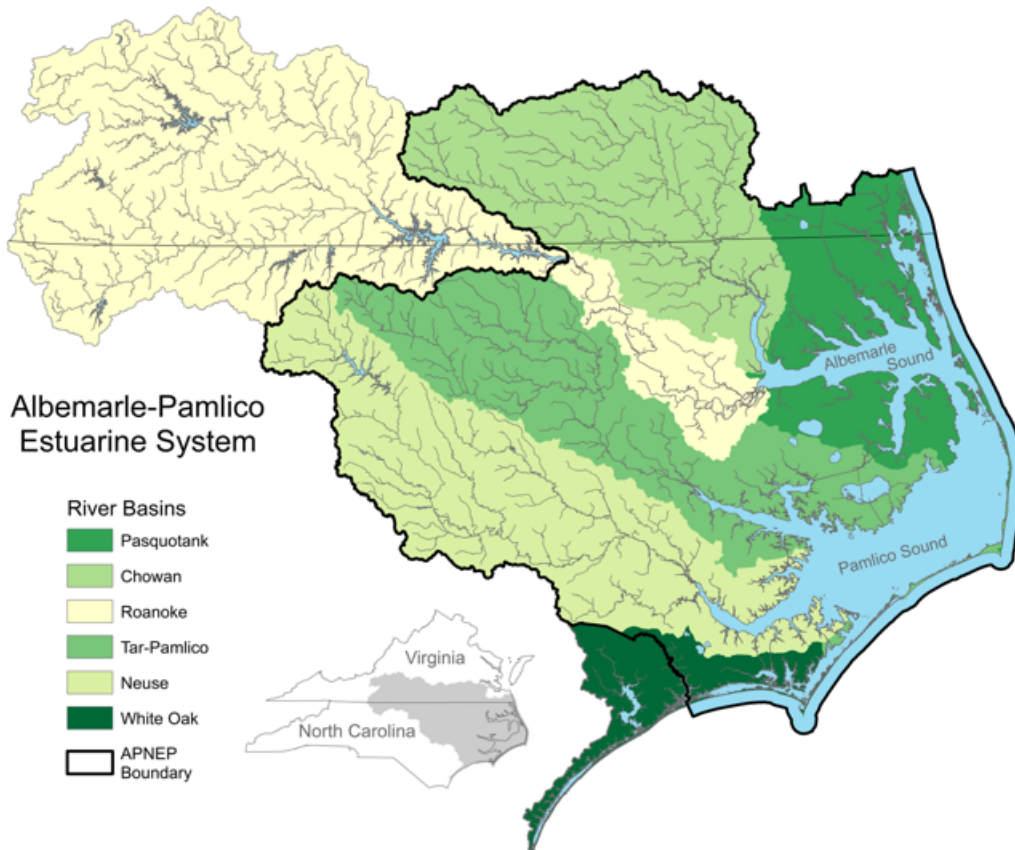 Albemarle
Sound
Albemarle-Pamlico
Estuarine System
River Basins
Pasquotank
Chowan
Roanoke
Tar-Pamlico
Neuse
White Oak
APNEP
Boundary
Pamlico Sound
Virginia
North Carolina